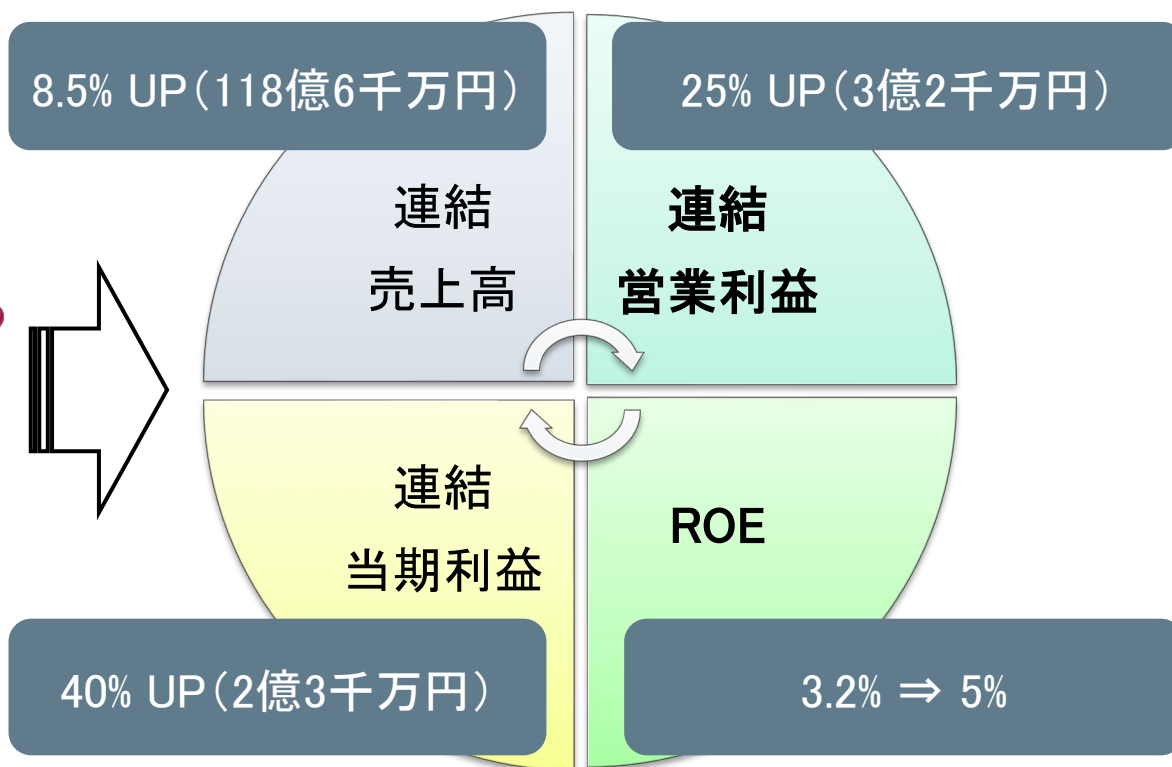 8.5% UP（118億6千万円）
25% UP（3億2千万円）
連結
売上高
連結
営業利益
連結
当期利益
ROE
40% UP（2億3千万円）
3.2% ⇒ 5%